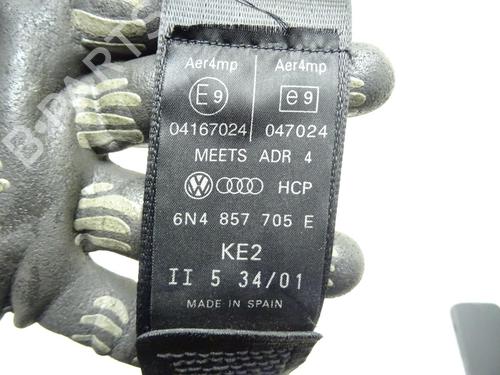 Aer4mp Aer4mp
E9 e9
04167024 047024
MEETS ADR 4
HCP
6N4 857 705 E
KE2
II 5 34/01
MADE IN SPAIN
B-PARTS